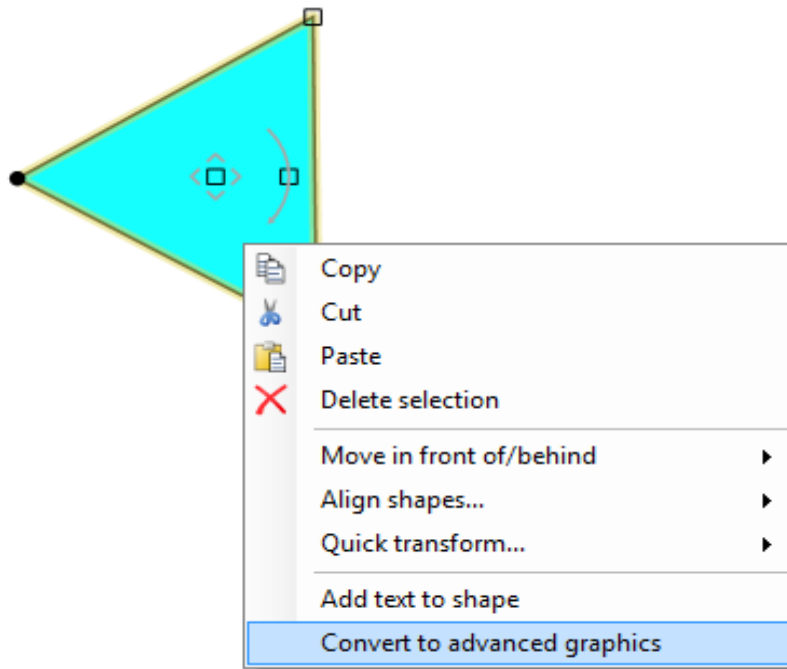 Copy
Cut
Paste
Delete selection
Move in front of/behind
Align shapes...
Quick transform...
Add text to shape
Convert to advanced graphics